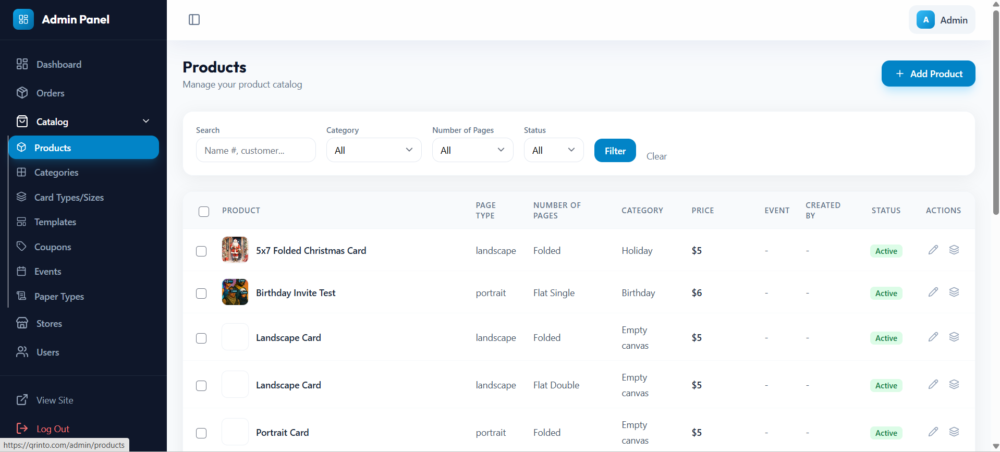 Admin Panel
A Admin
Dashboard
Orders
Catalog
Products
Categories
Card Types/Sizes
Templates
Coupons
Events
Paper Types
Stores
Users
View Site
Log Out
https://qrinto.com/admin/products
Products
Manage your product catalog
+ Add Product
Search Category Number of Pages Status
Name #, customer... All All All Filter Clear
PRODUCT PAGE TYPE NUMBER OF PAGES CATEGORY PRICE EVENT CREATED BY STATUS ACTIONS
5x7 Folded Christmas Card landscape Folded Holiday $5 - - Active
Birthday Invite Test portrait Flat Single Birthday $6 - - Active
Landscape Card landscape Folded Empty canvas $5 - - Active
Landscape Card landscape Flat Double Empty canvas $5 - - Active
Portrait Card portrait Folded Empty canvas $5 - - Active